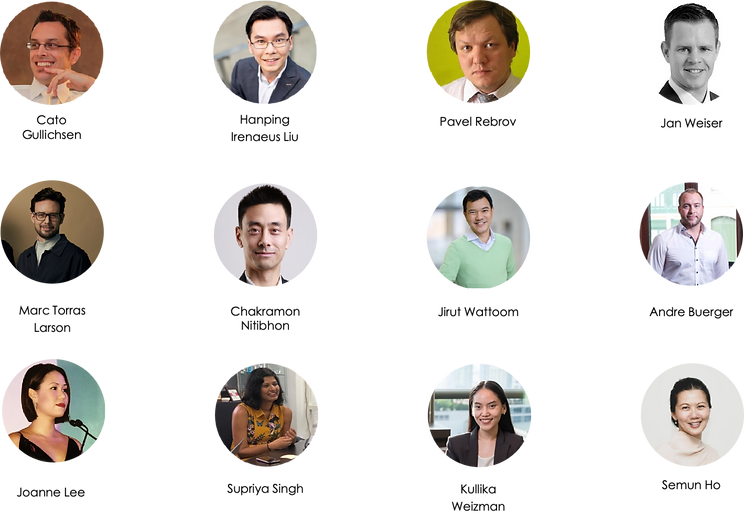 Cato
Gullichsen
Hanping
Irenaeus Liu
Pavel Rebrov
Jan Weiser
Marc Torras
Larson
Chakramon
Nitibhon
Jirut Wattoom
Andre Buerger
Joanne Lee
Supriya Singh
Kullika
Weizman
Semun Ho